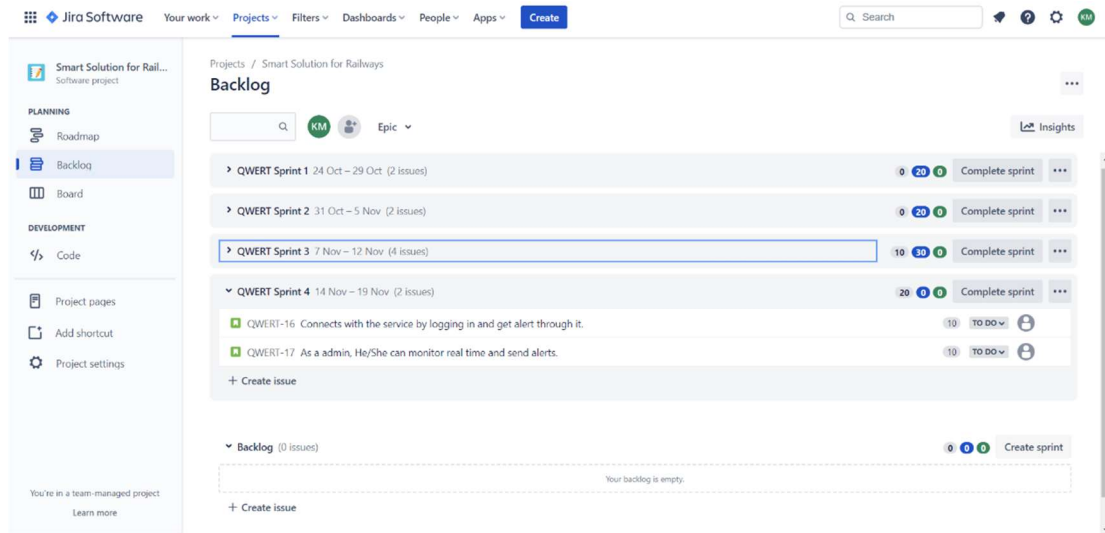 Jira Software Your work Projects Filters Dashboards People Apps Create Search KM
Smart Solution for Rail...
Software project
PLANNING
Roadmap
Backlog
Board
DEVELOPMENT
Code
Project pages
Add shortcut
Project settings
You're in a team-managed project
Learn more
Projects / Smart Solution for Railways
Backlog
KM Epic Insights
QWERT Sprint 1 24 Oct – 29 Oct (2 issues) 0 20 0 Complete sprint
QWERT Sprint 2 31 Oct – 5 Nov (2 issues) 0 20 0 Complete sprint
QWERT Sprint 3 7 Nov – 12 Nov (4 issues) 10 30 0 Complete sprint
QWERT Sprint 4 14 Nov – 19 Nov (2 issues) 20 0 0 Complete sprint
QWERT-16 Connects with the service by logging in and get alert through it. 10 TO DO
QWERT-17 As a admin, He/She can monitor real time and send alerts. 10 TO DO
+ Create issue
Backlog (0 issues) 0 0 0 Create sprint
Your backlog is empty.
+ Create issue